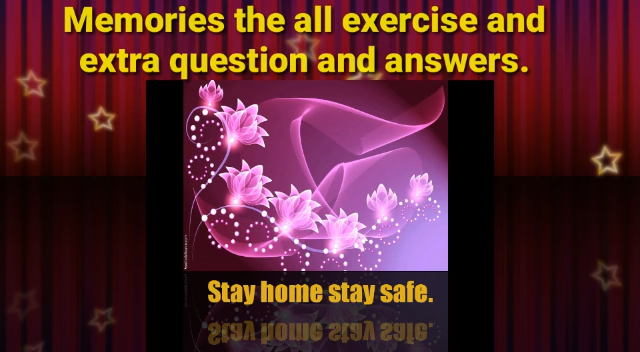 Memories the all exercise and
extra question and answers.
Stay home stay safe.